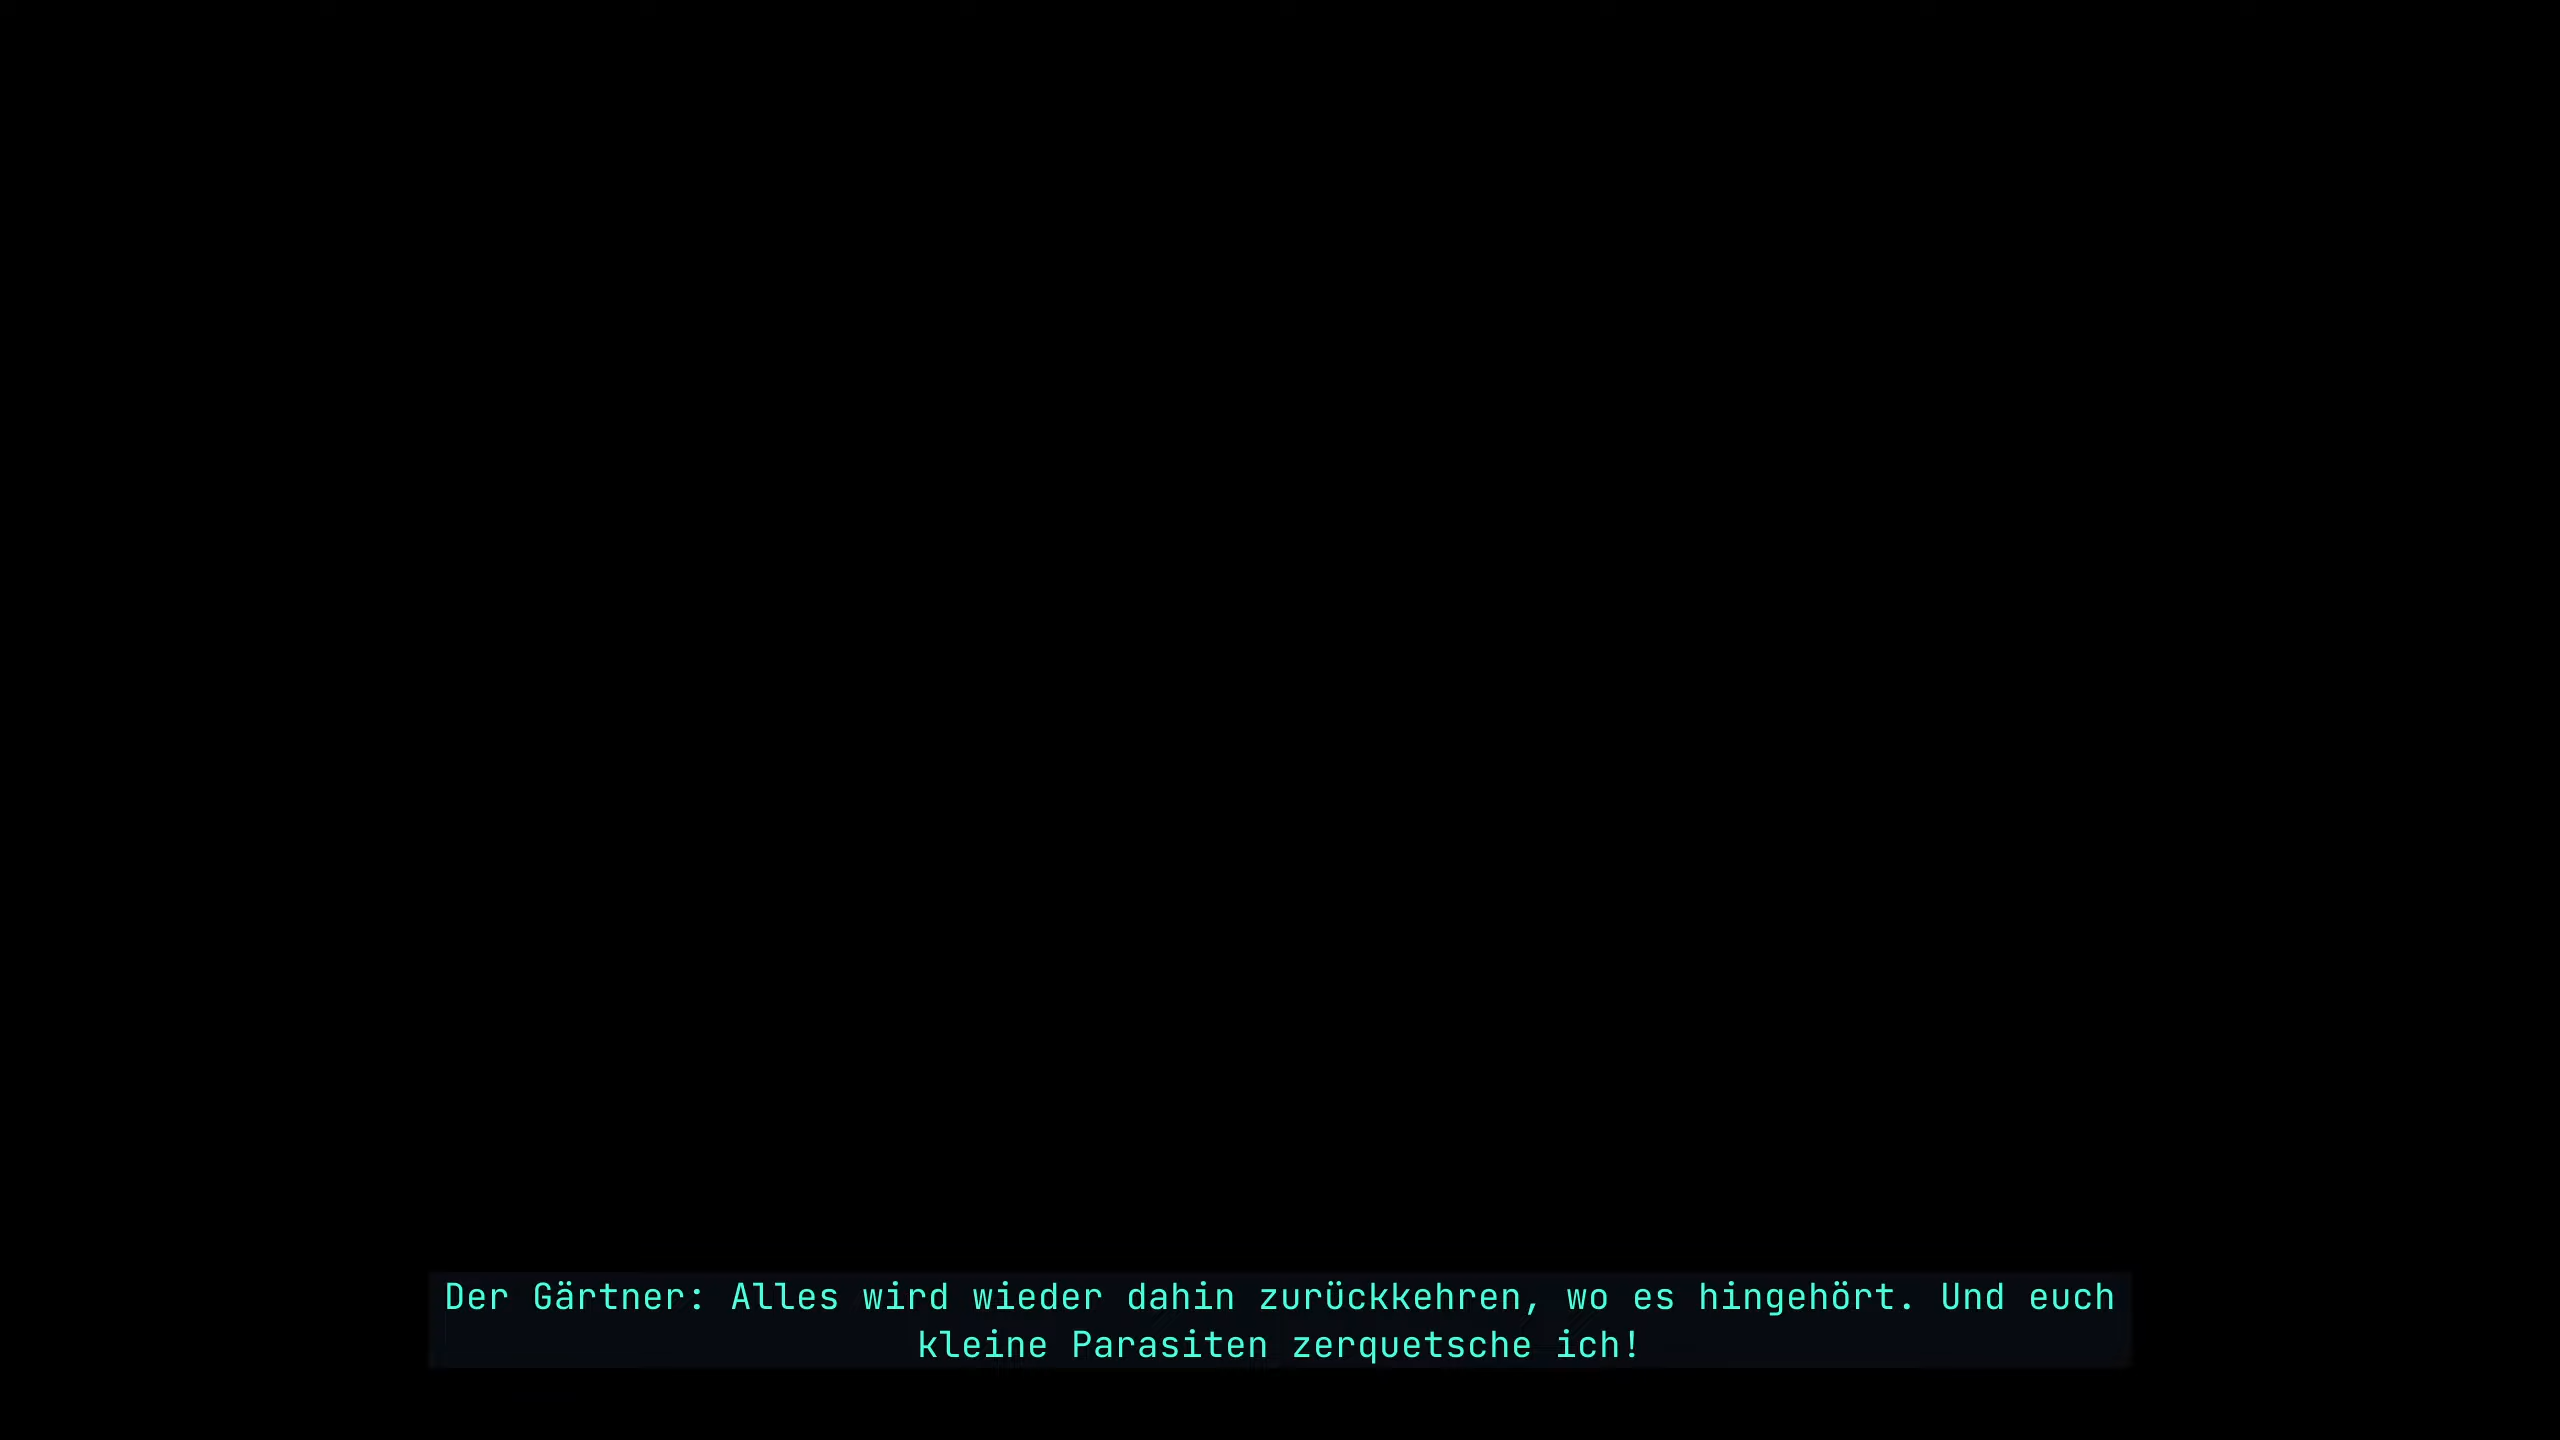 Der Gärtner: Alles wird wieder dahin zurückkehren, wo es hingehört. Und euch
kleine Parasiten zerquetsche ich!